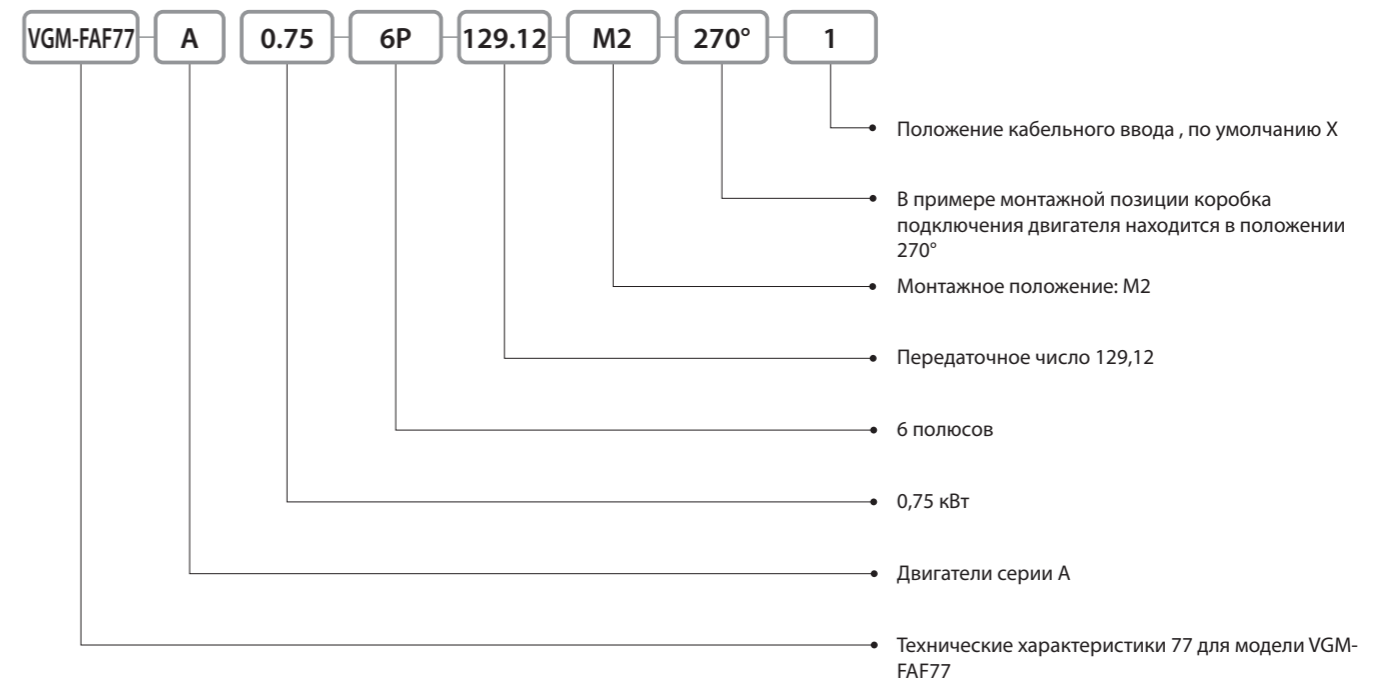 VGM-FAF77 A 0.75 6P 129.12 M2 270° 1
Положение кабельного ввода , по умолчанию X
В примере монтажной позиции коробка
подключения двигателя находится в положении
270°
Монтажное положение: M2
Передаточное число 129,12
6 полюсов
0,75 кВт
Двигатели серии A
Технические характеристики 77 для модели VGM-
FAF77